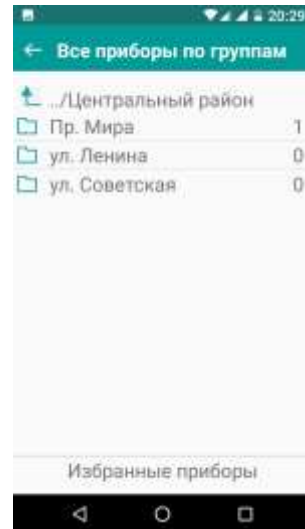 20:29
Все приборы по группам
../Центральный район
Пр. Мира 1
ул. Ленина 0
ул. Советская 0
Избранные приборы